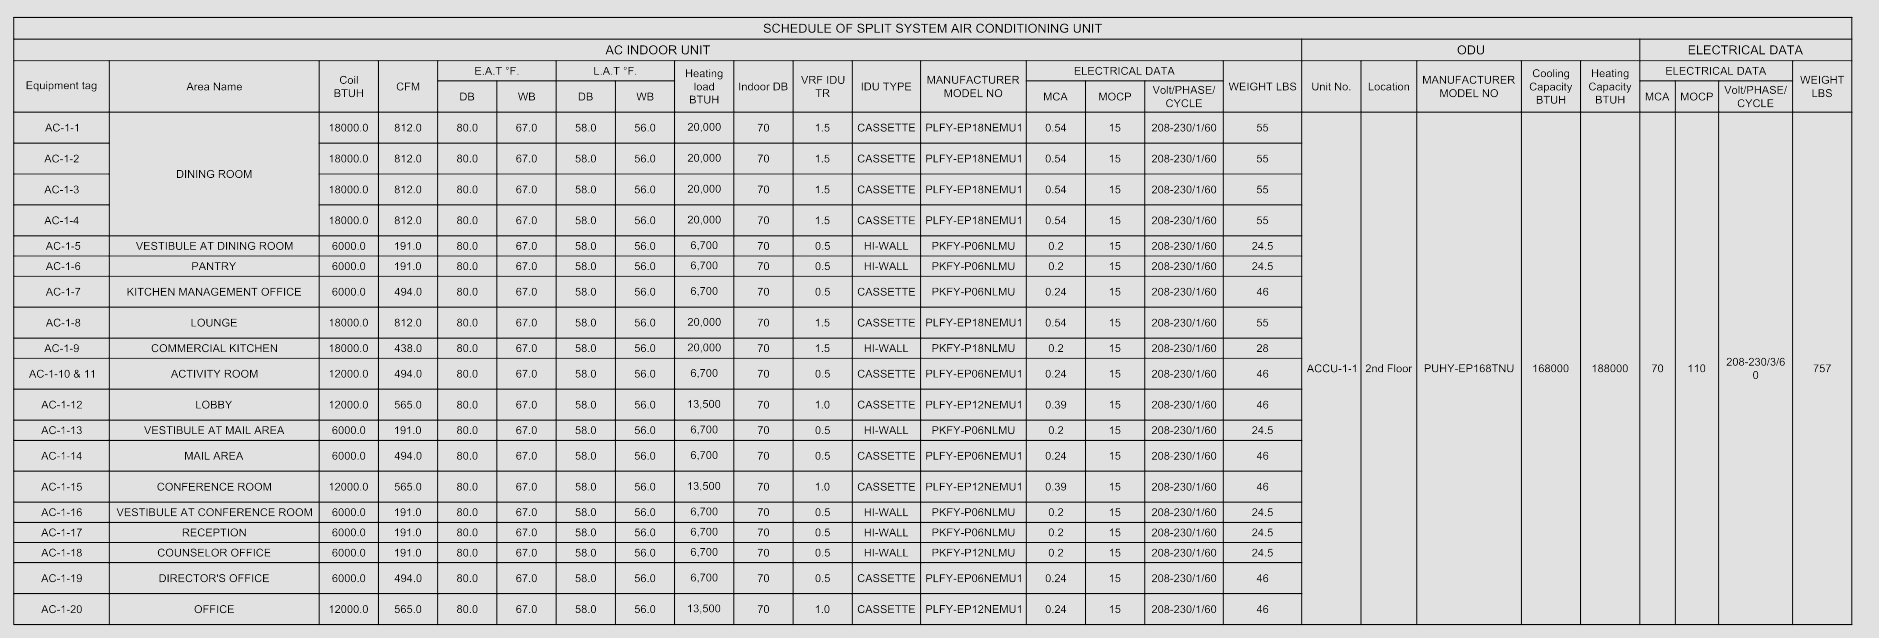 SCHEDULE OF SPLIT SYSTEM AIR CONDITIONING UNIT
AC INDOOR UNIT ODU ELECTRICAL DATA
Equipment tag Area Name Coil BTUH CFM E.A.T °F. DB WB L.A.T °F. DB WB Heating load BTUH Indoor DB VRF IDU TR IDU TYPE MANUFACTURER MODEL NO ELECTRICAL DATA MCA MOCP Volt/PHASE/ CYCLE WEIGHT LBS Unit No. Location MANUFACTURER MODEL NO Cooling Capacity BTUH Heating Capacity BTUH ELECTRICAL DATA MCA MOCP Volt/PHASE/ CYCLE WEIGHT LBS
AC-1-1 DINING ROOM 18000.0 812.0 80.0 67.0 58.0 56.0 20,000 70 1.5 CASSETTE PLFY-EP18NEMU1 0.54 15 208-230/1/60 55
AC-1-2 18000.0 812.0 80.0 67.0 58.0 56.0 20,000 70 1.5 CASSETTE PLFY-EP18NEMU1 0.54 15 208-230/1/60 55
AC-1-3 18000.0 812.0 80.0 67.0 58.0 56.0 20,000 70 1.5 CASSETTE PLFY-EP18NEMU1 0.54 15 208-230/1/60 55
AC-1-4 18000.0 812.0 80.0 67.0 58.0 56.0 20,000 70 1.5 CASSETTE PLFY-EP18NEMU1 0.54 15 208-230/1/60 55
AC-1-5 VESTIBULE AT DINING ROOM 6000.0 191.0 80.0 67.0 58.0 56.0 6,700 70 0.5 HI-WALL PKFY-P06NLMU 0.2 15 208-230/1/60 24.5
AC-1-6 PANTRY 6000.0 191.0 80.0 67.0 58.0 56.0 6,700 70 0.5 HI-WALL PKFY-P06NLMU 0.2 15 208-230/1/60 24.5
AC-1-7 KITCHEN MANAGEMENT OFFICE 6000.0 494.0 80.0 67.0 58.0 56.0 6,700 70 0.5 CASSETTE PKFY-P06NLMU 0.24 15 208-230/1/60 46
AC-1-8 LOUNGE 18000.0 812.0 80.0 67.0 58.0 56.0 20,000 70 1.5 CASSETTE PLFY-EP18NEMU1 0.54 15 208-230/1/60 55
AC-1-9 COMMERCIAL KITCHEN 18000.0 438.0 80.0 67.0 58.0 56.0 20,000 70 1.5 HI-WALL PKFY-P18NLMU 0.2 15 208-230/1/60 28
AC-1-10 & 11 ACTIVITY ROOM 12000.0 494.0 80.0 67.0 58.0 56.0 6,700 70 0.5 CASSETTE PLFY-EP06NEMU1 0.24 15 208-230/1/60 46 ACCU-1-1 2nd Floor PUHY-EP168TNU 168000 188000 70 110 208-230/3/6 0 757
AC-1-12 LOBBY 12000.0 565.0 80.0 67.0 58.0 56.0 13,500 70 1.0 CASSETTE PLFY-EP12NEMU1 0.39 15 208-230/1/60 46
AC-1-13 VESTIBULE AT MAIL AREA 6000.0 191.0 80.0 67.0 58.0 56.0 6,700 70 0.5 HI-WALL PKFY-P06NLMU 0.2 15 208-230/1/60 24.5
AC-1-14 MAIL AREA 6000.0 494.0 80.0 67.0 58.0 56.0 6,700 70 0.5 CASSETTE PLFY-EP06NEMU1 0.24 15 208-230/1/60 46
AC-1-15 CONFERENCE ROOM 12000.0 565.0 80.0 67.0 58.0 56.0 13,500 70 1.0 CASSETTE PLFY-EP12NEMU1 0.39 15 208-230/1/60 46
AC-1-16 VESTIBULE AT CONFERENCE ROOM 6000.0 191.0 80.0 67.0 58.0 56.0 6,700 70 0.5 HI-WALL PKFY-P06NLMU 0.2 15 208-230/1/60 24.5
AC-1-17 RECEPTION 6000.0 191.0 80.0 67.0 58.0 56.0 6,700 70 0.5 HI-WALL PKFY-P06NLMU 0.2 15 208-230/1/60 24.5
AC-1-18 COUNSELOR OFFICE 6000.0 191.0 80.0 67.0 58.0 56.0 6,700 70 0.5 HI-WALL PKFY-P12NLMU 0.2 15 208-230/1/60 24.5
AC-1-19 DIRECTOR'S OFFICE 6000.0 494.0 80.0 67.0 58.0 56.0 6,700 70 0.5 CASSETTE PLFY-EP06NEMU1 0.24 15 208-230/1/60 46
AC-1-20 OFFICE 12000.0 565.0 80.0 67.0 58.0 56.0 13,500 70 1.0 CASSETTE PLFY-EP12NEMU1 0.24 15 208-230/1/60 46